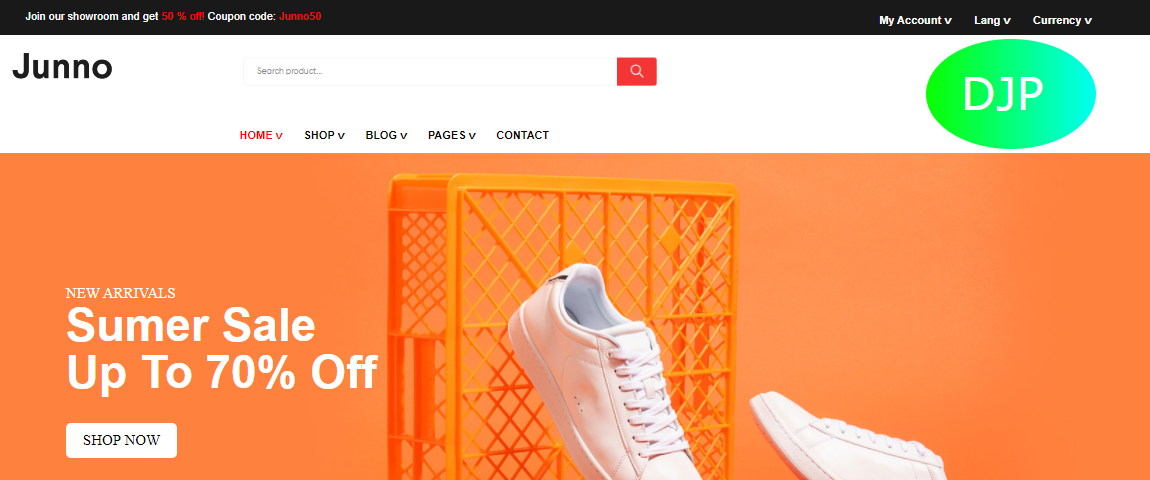 Join our showroom and get 50 % off! Coupon code: Junno50
My Account v Lang v Currency v
Junno
Search product...
DJP
HOME v SHOP v BLOG v PAGES v CONTACT
NEW ARRIVALS
Sumer Sale
Up To 70% Off
SHOP NOW